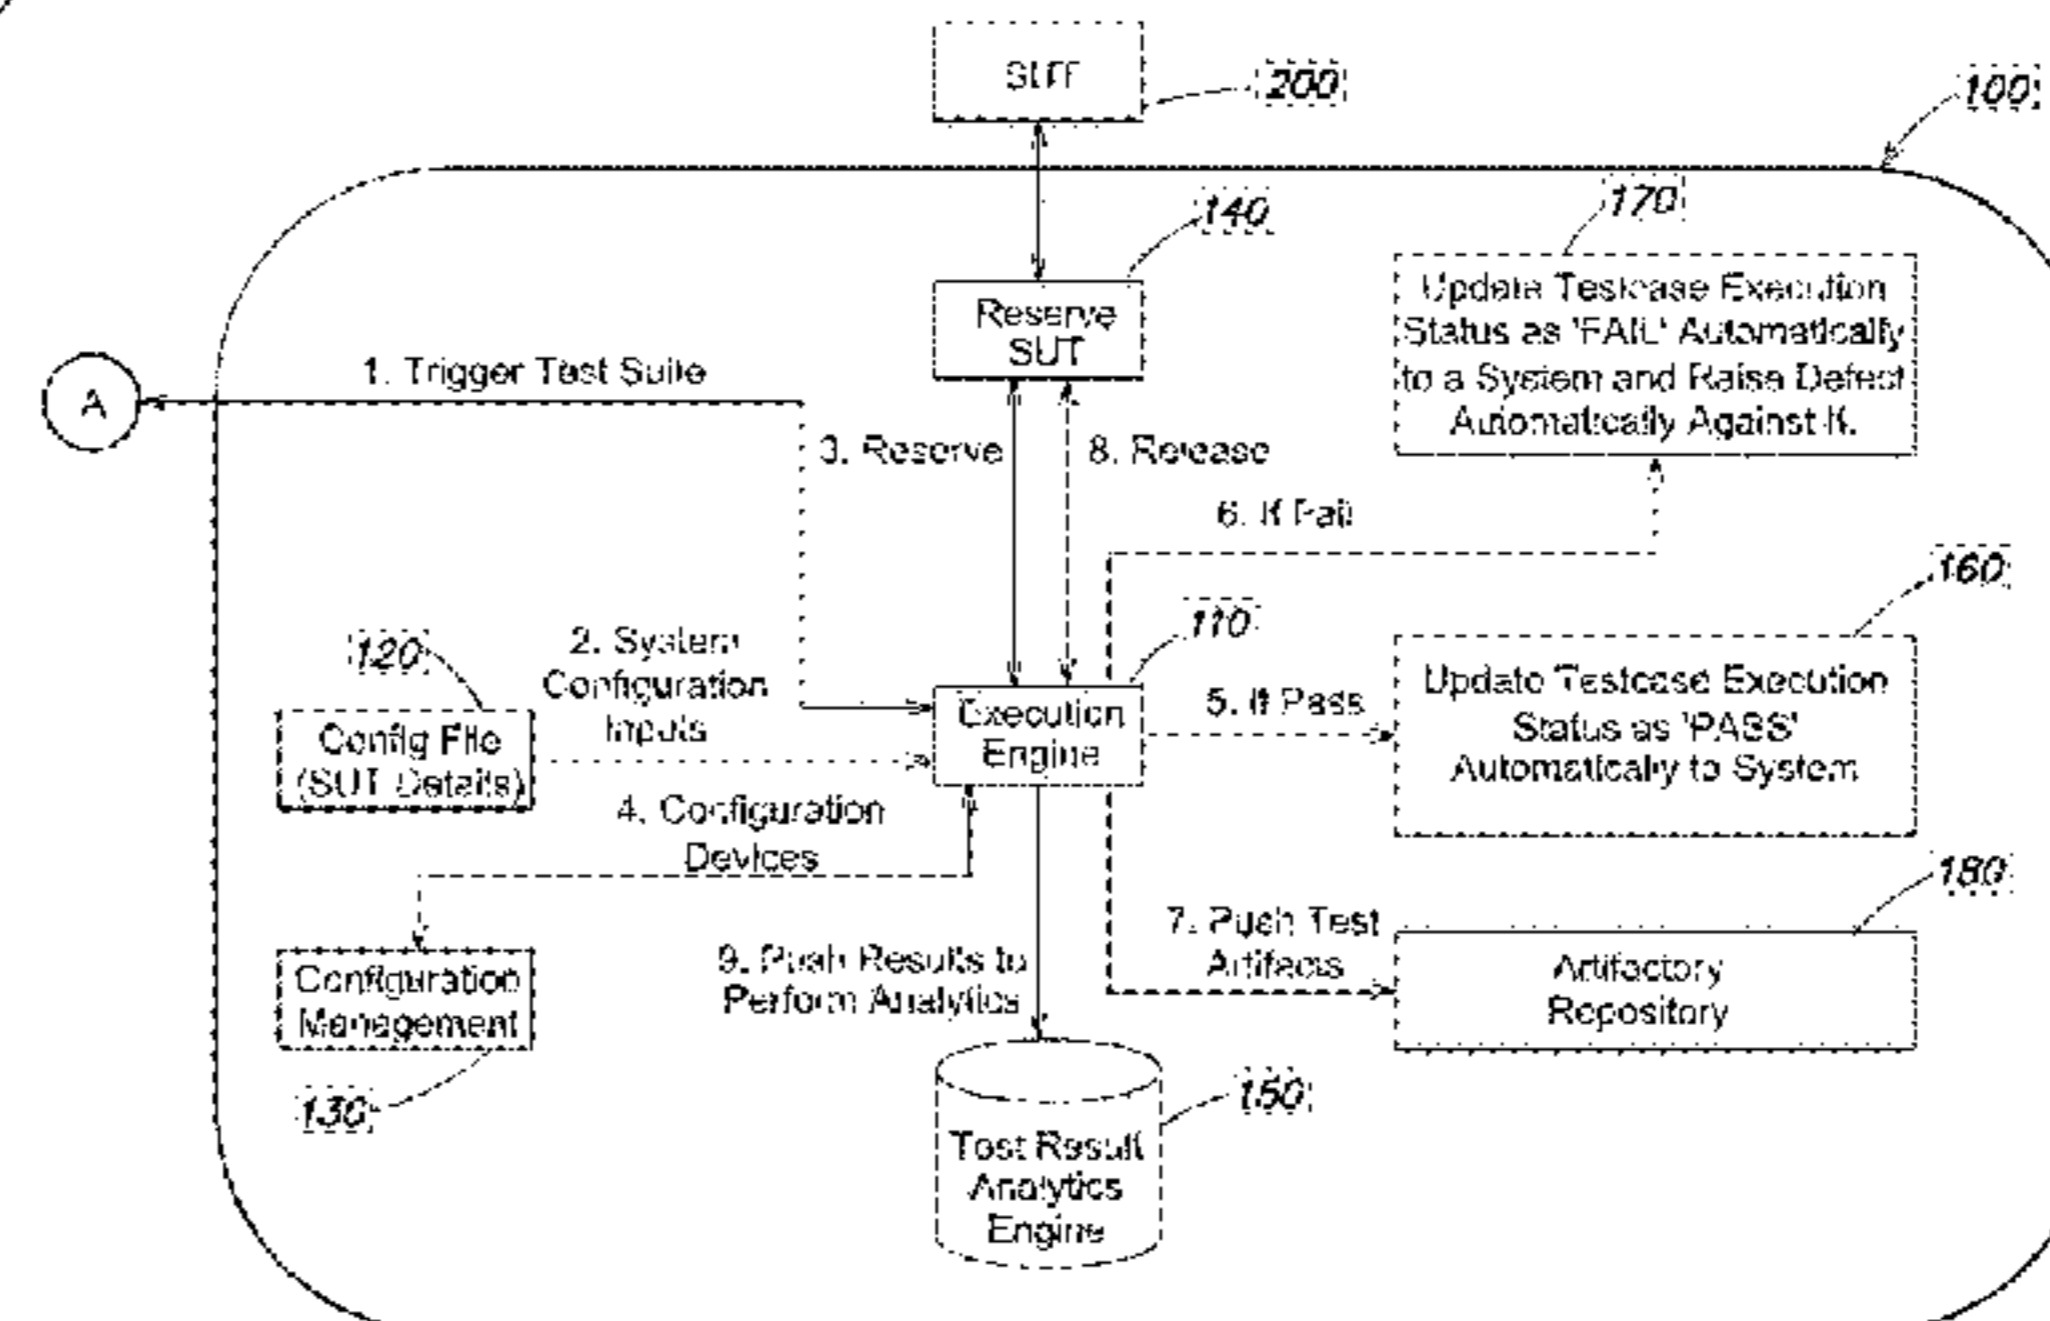 SUT
200
100
140
170
Reserve
SUT
Update Testcase Execution
Status as 'FAIL' Automatically
to a System and Raise Defect
Automatically Against it.
A
1. Trigger Test Suite
3. Reserve
8. Release
6. If Fail
160
110
120
2. System
Configuration
Inputs
Config File
(SUT Details)
Execution
Engine
5. If Pass
Update Testcase Execution
Status as 'PASS'
Automatically to System
4. Configuration
Devices
180
7. Push Test
Artifacts
Artifactory
Repository
Configuration
Management
9. Push Results to
Perform Analytics
130
150
Test Result
Analytics
Engine